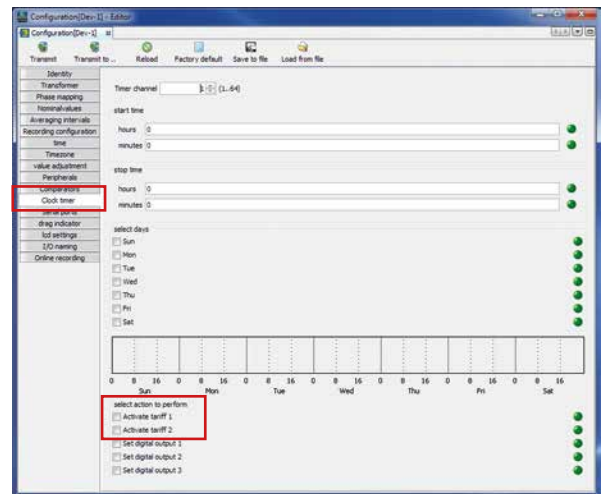 Configuration[Dev-1] - Editor
Configuration[Dev-1]
Transmit Transmit to ... Reload Factory default Save to file Load from file
Identity
Transformer
Phase mapping
Nominalvalues
Averaging intervals
Recording configuration
time
Timezone
value adjustment
Peripherals
Comparators
Clock timer
Serial ports
drag indicator
lcd settings
I/O naming
Online recording
Timer channel 1 (1..64)
start time
hours 0
minutes 0
stop time
hours 0
minutes 0
select days
Sun
Mon
Tue
Wed
Thu
Fri
Sat
0 8 16 0 8 16 0 8 16 0 8 16 0 8 16 0 8 16 0 8 16
Sun Mon Tue Wed Thu Fri Sat
select action to perform
Activate tariff 1
Activate tariff 2
Set digital output 1
Set digital output 2
Set digital output 3